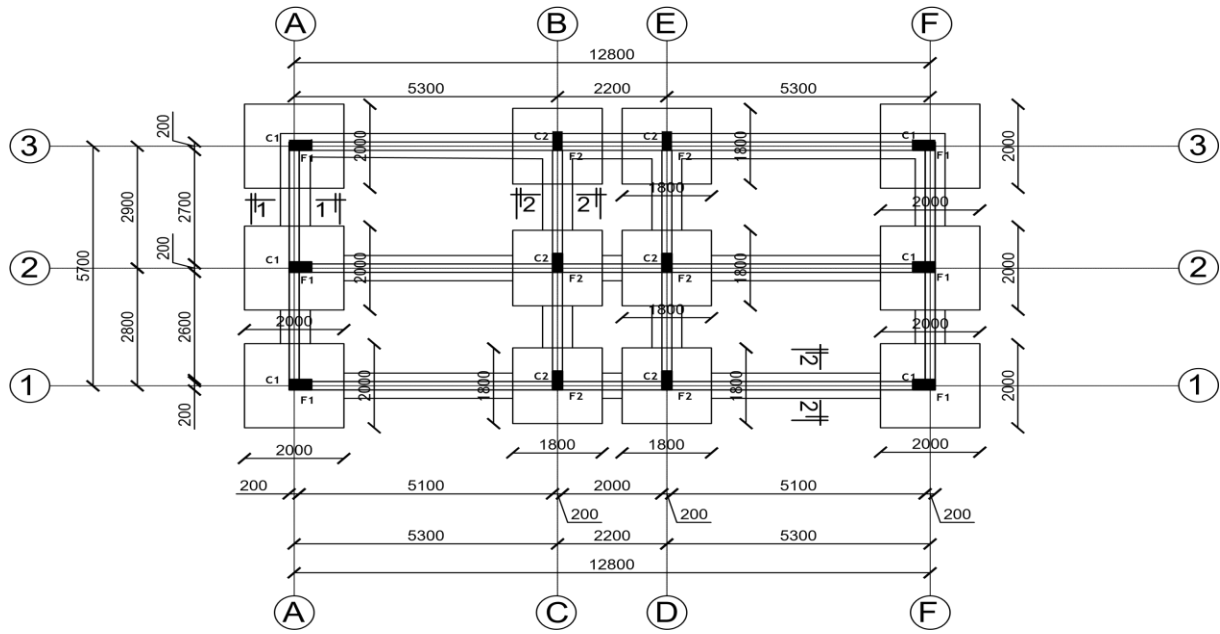 A B E F
12800
5300 2200 5300
200 C1 2000 C2 1800 C1 2000
3 F1 F2 F2 F1 3
2900 2700 1 1 2 2 1800 2000
200 C1 2000 C2 C2 1800 C1 2000
2 F1 F2 F2 F1 2
5700 1800
2800 2600 2000 2000
2
C1 2000 1800 C2 C2 1800 C1 2000
1 F1 F2 F2 F1 1
200 2
2000 1800 1800 2000
200 5100 2000 5100
200 200 200
5300 2200 5300
12800
A C D F